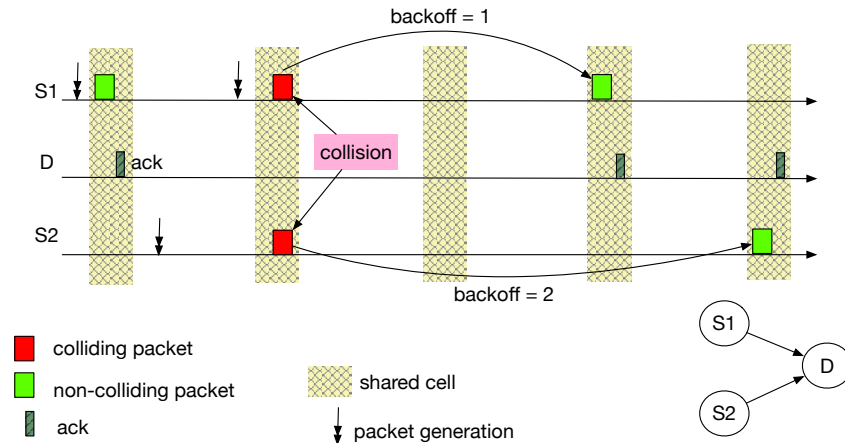 backoff = 1
S1
collision
D
ack
S2
backoff = 2
colliding packet
non-colliding packet
ack
shared cell
packet generation
S1
D
S2